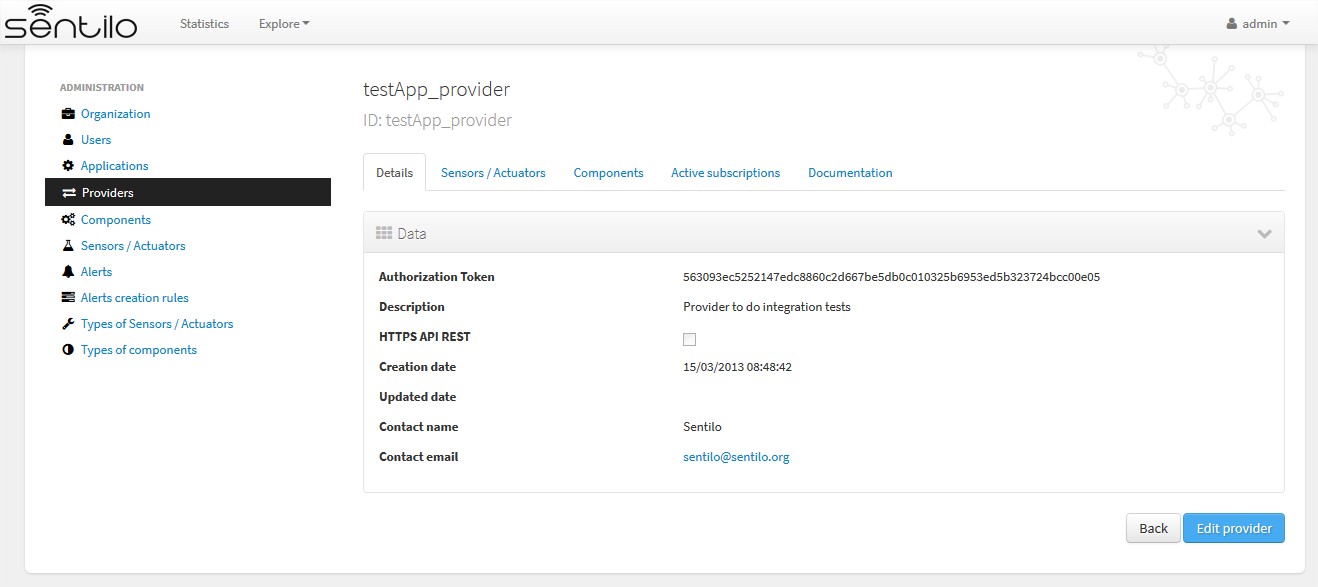 sentilo
Statistics
Explore
admin
ADMINISTRATION
Organization
Users
Applications
Providers
Components
Sensors / Actuators
Alerts
Alerts creation rules
Types of Sensors / Actuators
Types of components
testApp_provider
ID: testApp_provider
Details Sensors / Actuators Components Active subscriptions Documentation
Data
Authorization Token 563093ec5252147edc8860c2d667be5db0c010325b6953ed5b323724bcc00e05
Description Provider to do integration tests
HTTPS API REST
Creation date 15/03/2013 08:48:42
Updated date
Contact name Sentilo
Contact email sentilo@sentilo.org
Back Edit provider